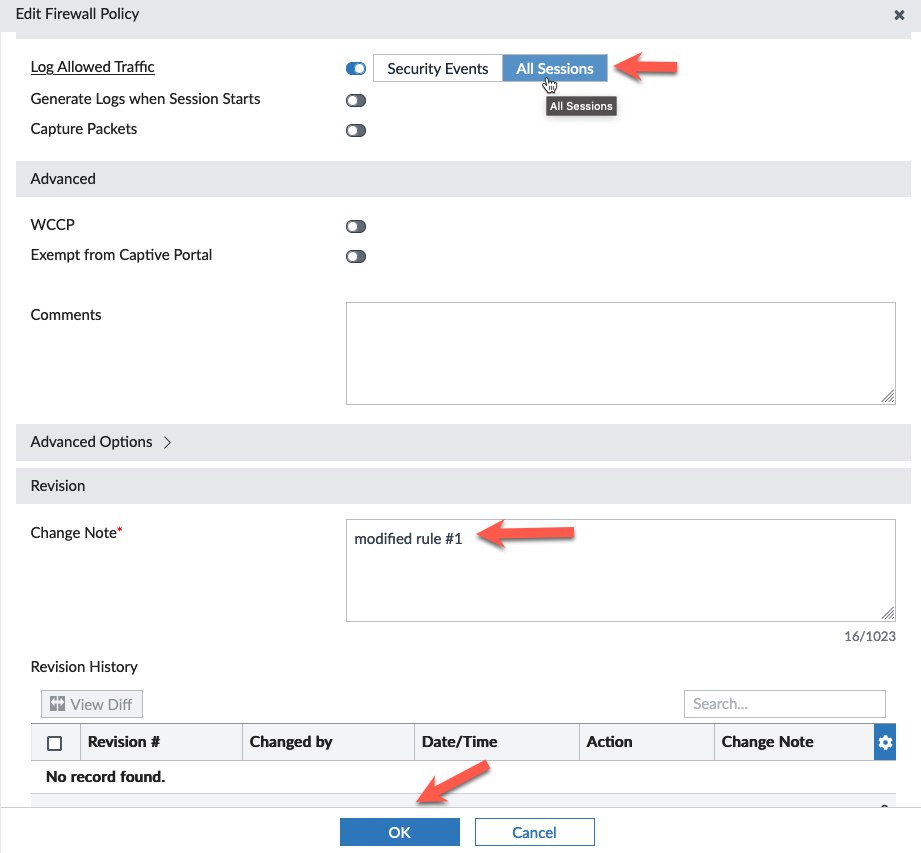 Edit Firewall Policy
Log Allowed Traffic Security Events All Sessions
All Sessions
Generate Logs when Session Starts
Capture Packets
Advanced
WCCP
Exempt from Captive Portal
Comments
Advanced Options
Revision
Change Note* modified rule #1
16/1023
Revision History
View Diff Search...
Revision # Changed by Date/Time Action Change Note
No record found.
OK Cancel